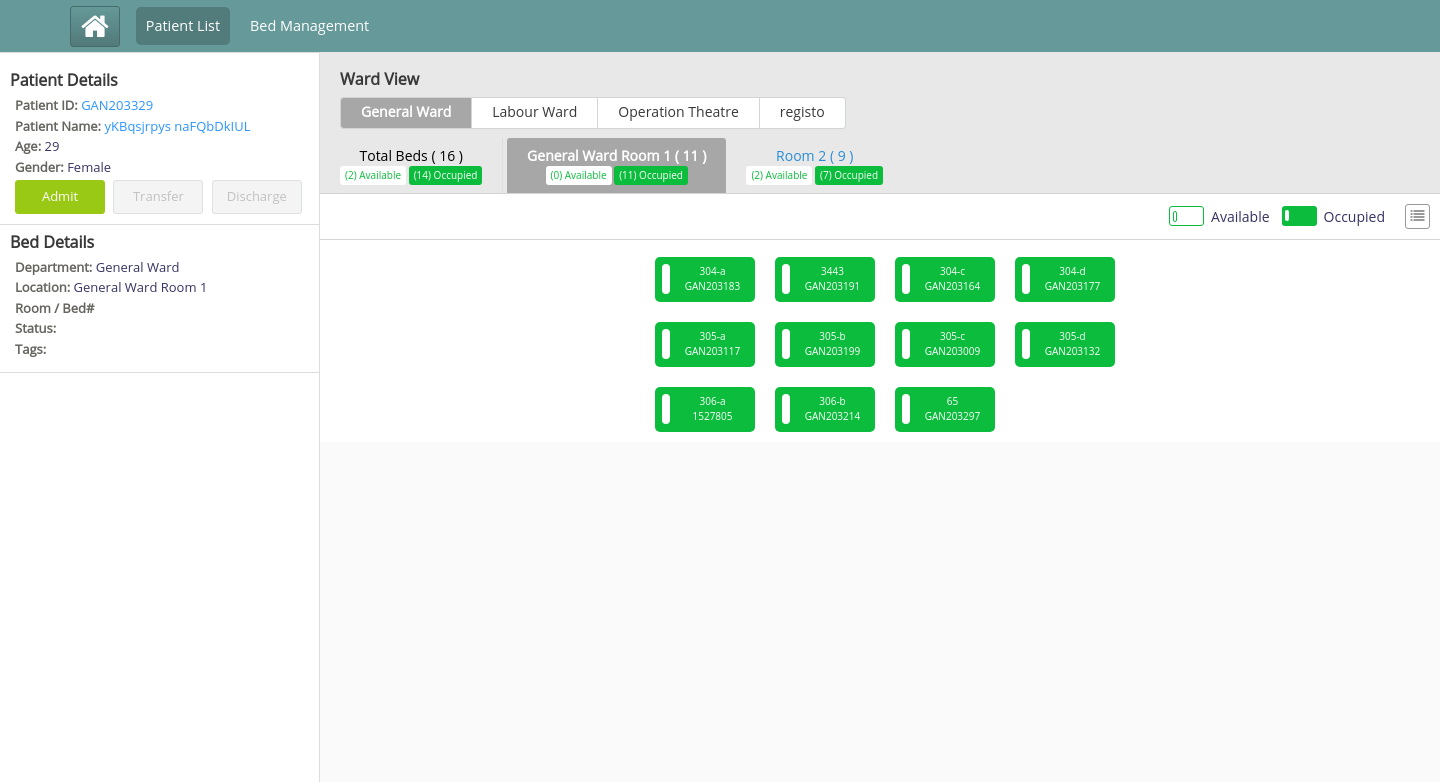 Patient List
Bed Management
Patient Details
Patient ID: GAN203329
Patient Name: yKBqsjrpys naFQbDkIUL
Age: 29
Gender: Female
Admit
Transfer
Discharge
Bed Details
Department: General Ward
Location: General Ward Room 1
Room / Bed#
Status:
Tags:
Ward View
General Ward
Labour Ward
Operation Theatre
registo
Total Beds ( 16 )
(2) Available
(14) Occupied
General Ward Room 1 ( 11 )
(0) Available
(11) Occupied
Room 2 ( 9 )
(2) Available
(7) Occupied
Available
Occupied
304-a
GAN203183
3443
GAN203191
304-c
GAN203164
304-d
GAN203177
305-a
GAN203117
305-b
GAN203199
305-c
GAN203009
305-d
GAN203132
306-a
1527805
306-b
GAN203214
65
GAN203297